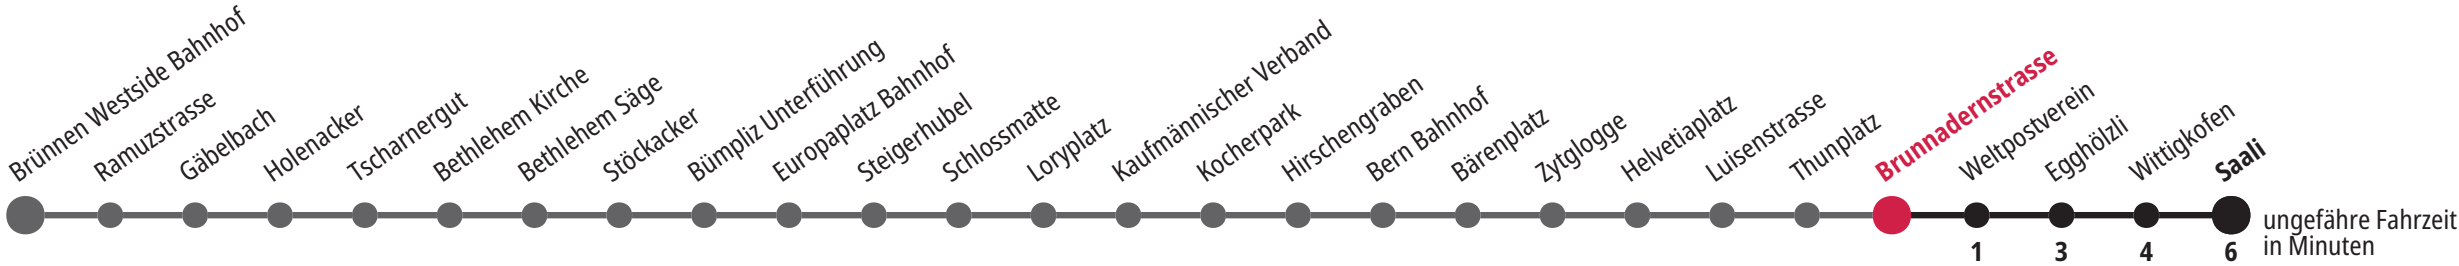 Brünnen Westside Bahnhof
Ramuzstrasse
Gäbelbach
Holenacker
Tscharnergut
Bethlehem Kirche
Bethlehem Säge
Stöckacker
Bümpliz Unterführung
Europaplatz Bahnhof
Steigerhubel
Schlossmatte
Loryplatz
Kaufmännischer Verband
Kocherpark
Hirschengraben
Bern Bahnhof
Bärenplatz
Zytglogge
Helvetiaplatz
Luisenstrasse
Thunplatz
Brunnadernstrasse
Weltpostverein
Egghölzli
Wittigkofen
Saali
1 3 4 6
ungefähre Fahrzeit
in Minuten